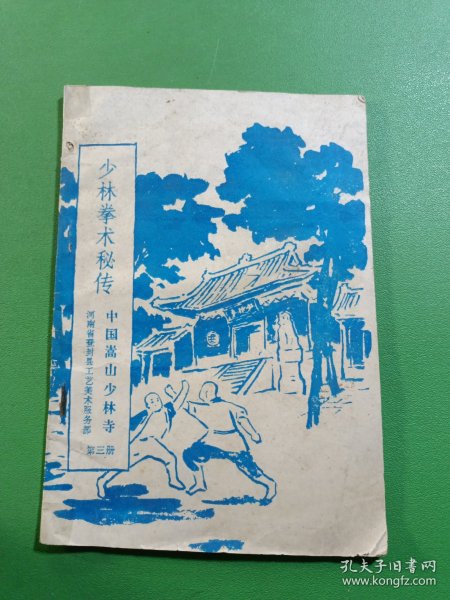 少林拳术秘传
中国嵩山少林寺
河南省登封县工艺美术服务部
第三册
孔夫子旧书网
www.kongfz.com